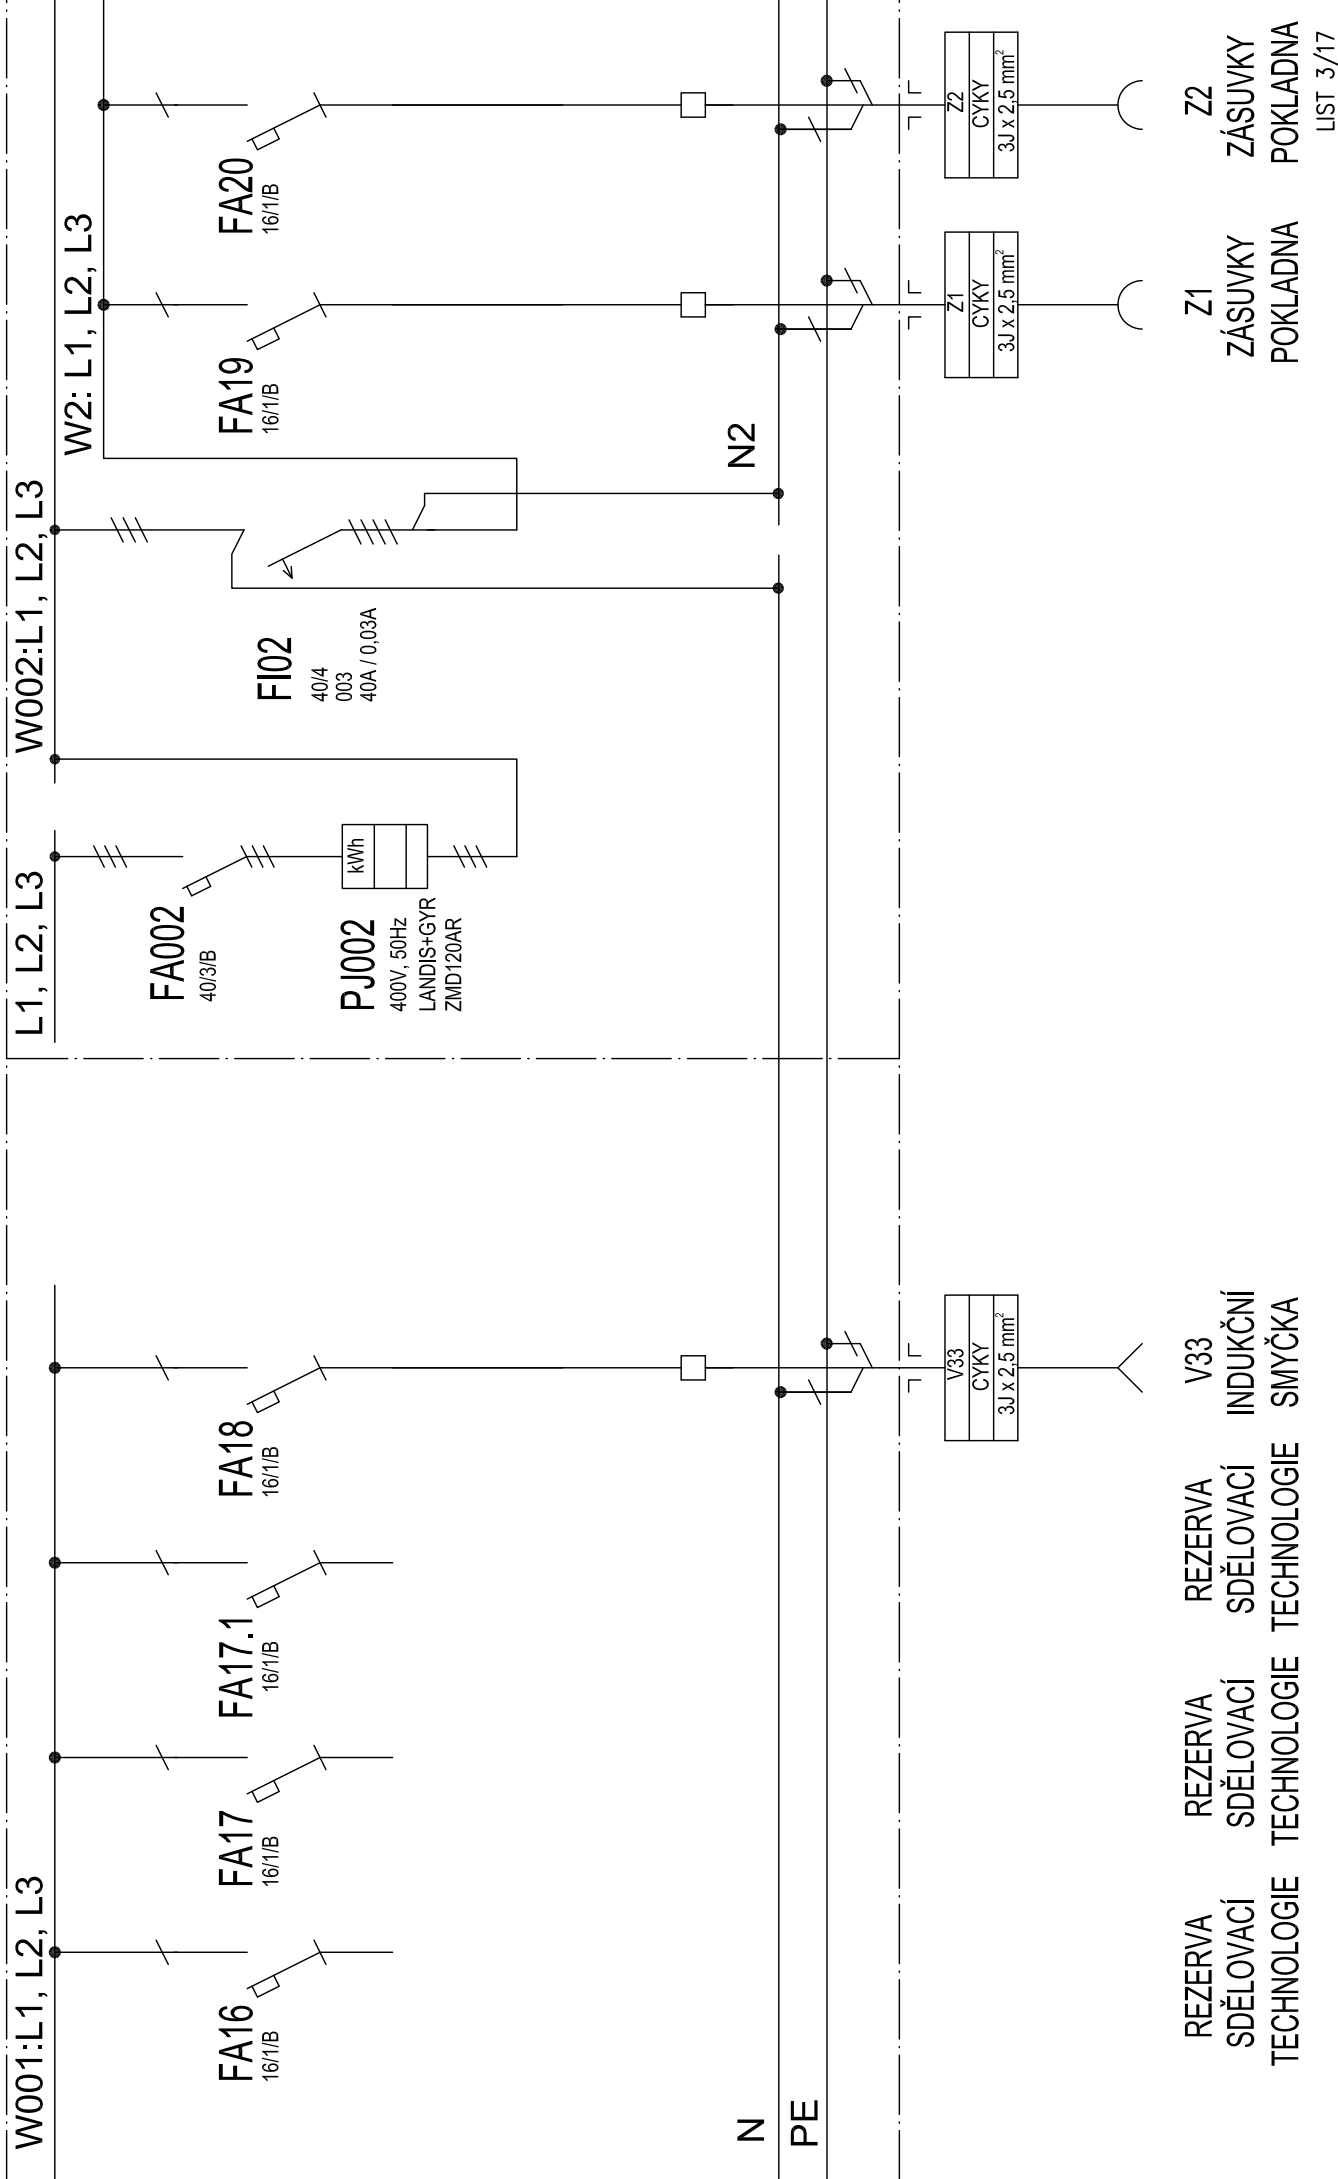 W001:L1, L2, L3
L1, L2, L3
W002:L1, L2, L3
W2: L1, L2, L3
FA16
16/1/B
FA17
16/1/B
FA17.1
16/1/B
FA18
16/1/B
FA002
40/3/B
kWh
PJ002
400V, 50Hz
LANDIS+GYR
ZMD120AR
FI02
40/4
003
40A / 0,03A
FA19
16/1/B
FA20
16/1/B
N
PE
N2
V33
CYKY
3J x 2,5 mm²
Z1
CYKY
3J x 2,5 mm²
Z2
CYKY
3J x 2,5 mm²
REZERVA
SDĚLOVACÍ
TECHNOLOGIE
REZERVA
SDĚLOVACÍ
TECHNOLOGIE
REZERVA
SDĚLOVACÍ
TECHNOLOGIE
V33
INDUKČNÍ
SMYČKA
Z1
ZÁSUVKY
POKLADNA
Z2
ZÁSUVKY
POKLADNA
LIST 3/17